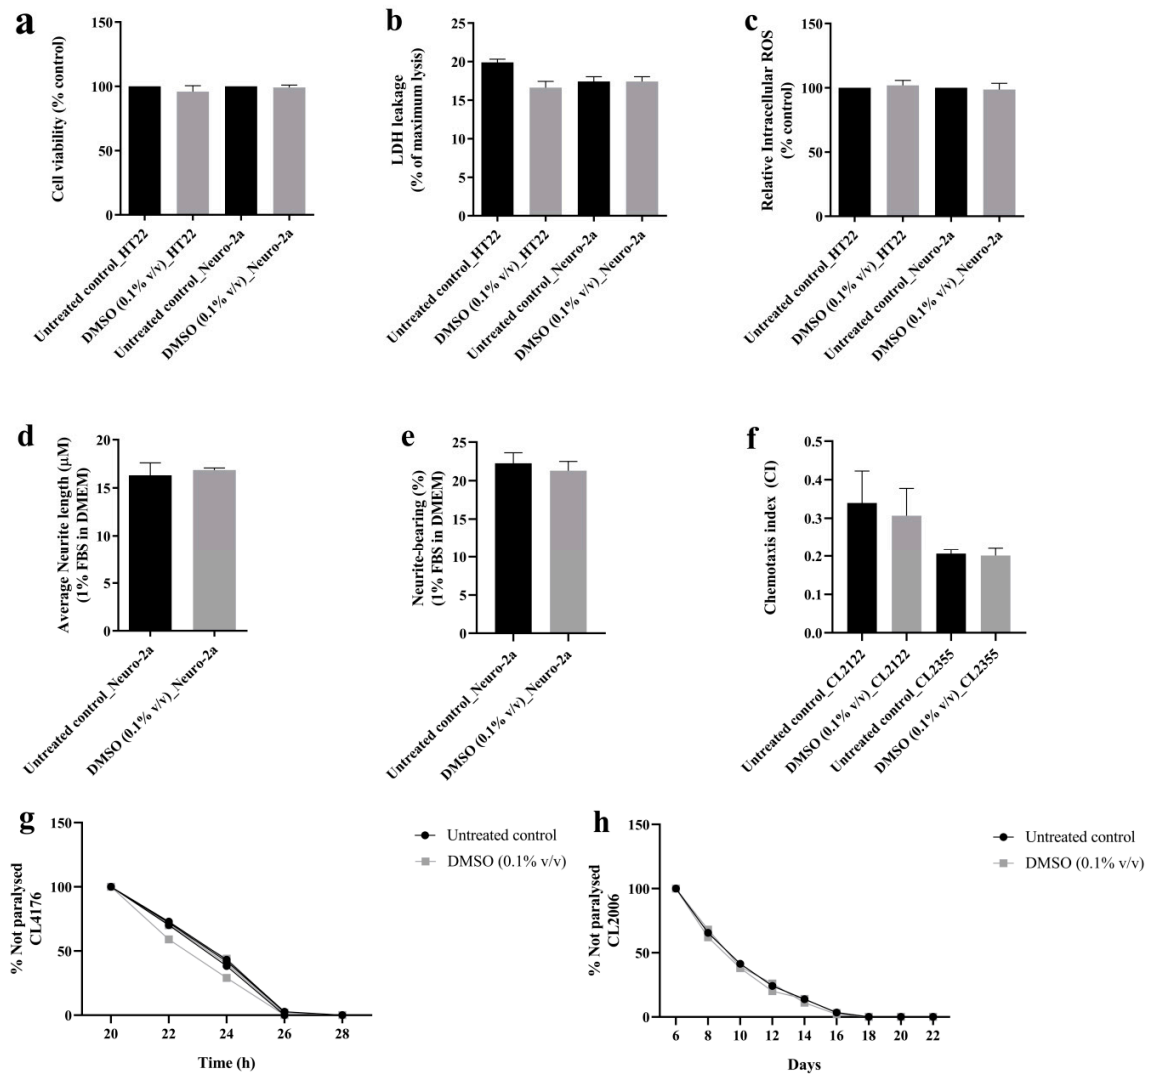 a
Cell viability (% control)
150
100
50
0
Untreated control_HT22
DMSO (0.1% v/v)_HT22
Untreated control_Neuro-2a
DMSO (0.1% v/v)_Neuro-2a
b
LDH leakage
(% of maximum lysis)
25
20
15
10
5
0
Untreated control_HT22
DMSO (0.1% v/v)_HT22
Untreated control_Neuro-2a
DMSO (0.1% v/v)_Neuro-2a
c
Relative Intracellular ROS
(% control)
150
100
50
0
Untreated control_HT22
DMSO (0.1% v/v)_HT22
Untreated control_Neuro-2a
DMSO (0.1% v/v)_Neuro-2a
d
Average Neurite length (µM)
(1% FBS in DMEM)
20
15
10
5
0
Untreated control_Neuro-2a
DMSO (0.1% v/v)_Neuro-2a
e
Neurite-bearing (%)
(1% FBS in DMEM)
25
20
15
10
5
0
Untreated control_Neuro-2a
DMSO (0.1% v/v)_Neuro-2a
f
Chemotaxis index (CI)
0.5
0.4
0.3
0.2
0.1
0.0
Untreated control_CL2122
DMSO (0.1% v/v)_CL2122
Untreated control_CL2355
DMSO (0.1% v/v)_CL2355
g
% Not paralysed
CL4176
150
100
50
0
20 22 24 26 28
Time (h)
Untreated control
DMSO (0.1% v/v)
h
% Not paralysed
CL2006
150
100
50
0
6 8 10 12 14 16 18 20 22
Days
Untreated control
DMSO (0.1% v/v)